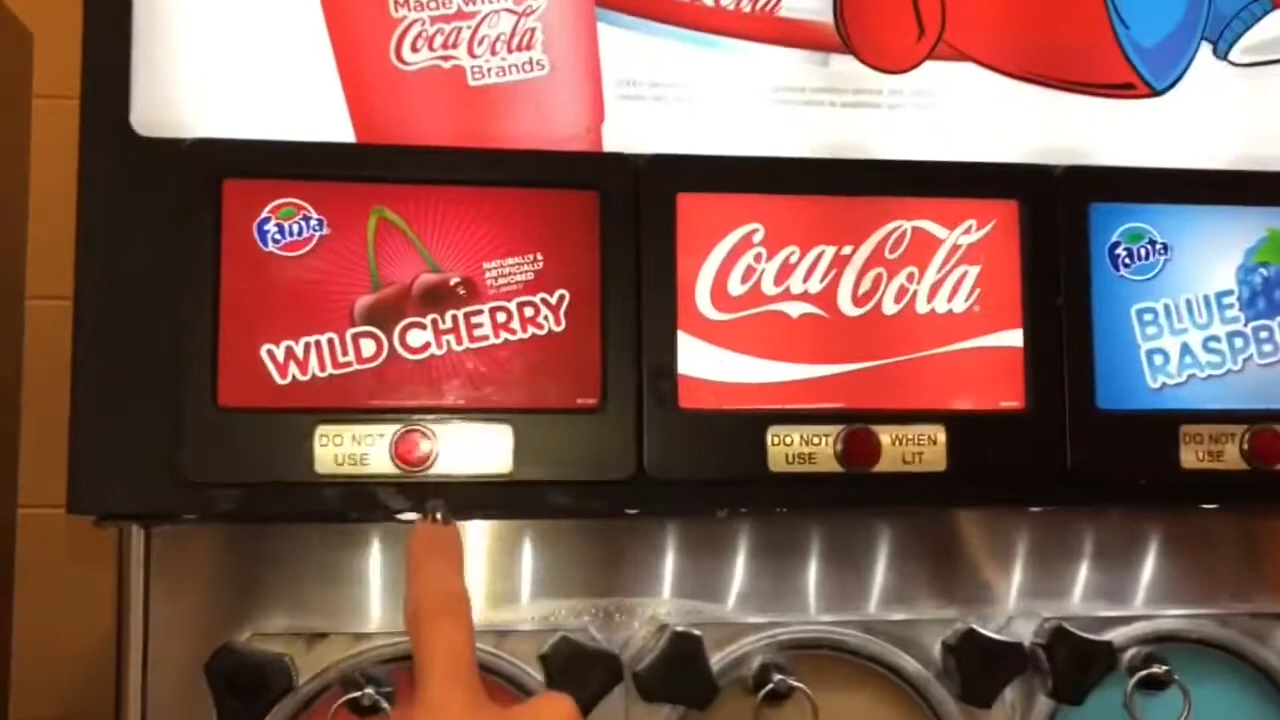 Made with
Coca-Cola
Brands
Fanta
NATURALLY &
ARTIFICIALLY
FLAVORED
WILD CHERRY
Coca-Cola
Fanta
BLUE
RASPB
DO NOT
USE
DO NOT
USE
WHEN
LIT
DO NOT
USE